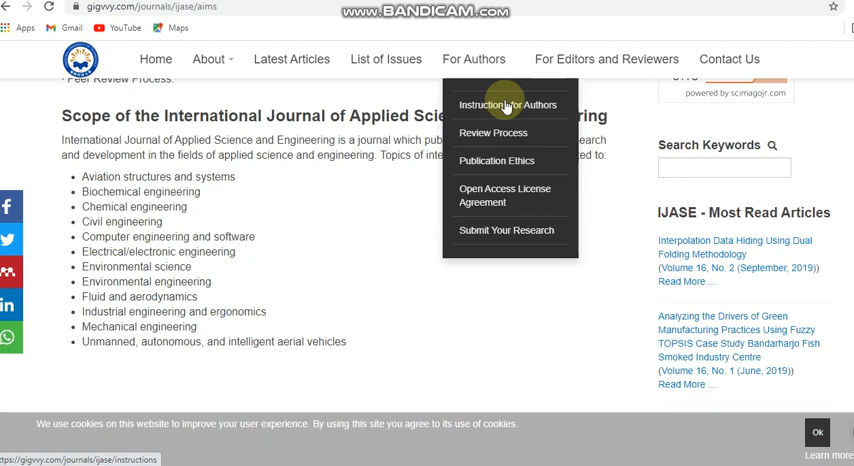 gigvvy.com/journals/ijase/aims
www.BANDICAM.com
Apps
Gmail
YouTube
Maps
Home
About
Latest Articles
List of Issues
For Authors
For Editors and Reviewers
Contact Us
Peer Review Process.
powered by scimagojr.com
Instructions for Authors
Review Process
Publication Ethics
Open Access License
Agreement
Submit Your Research
Scope of the International Journal of Applied
International Journal of Applied Science and Engineering is a journal which
and development in the fields of applied science and engineering. Topics of
Aviation structures and systems
Biochemical engineering
Chemical engineering
Civil engineering
Computer engineering and software
Electrical/electronic engineering
Environmental science
Environmental engineering
Fluid and aerodynamics
Industrial engineering and ergonomics
Mechanical engineering
Unmanned, autonomous, and intelligent aerial vehicles
Search Keywords
IJASE - Most Read Articles
Interpolation Data Hiding Using Dual
Folding Methodology
(Volume 16, No. 2 (September, 2019))
Read More ...
Analyzing the Drivers of Green
Manufacturing Practices Using Fuzzy
TOPSIS Case Study Bandarharjo Fish
Smoked Industry Centre
(Volume 16, No. 1 (June, 2019))
Read More ...
We use cookies on this website to improve your user experience. By using this site you agree to its use of cookies.
Ok
Learn more
ttps://gigvvy.com/journals/ijase/instructions